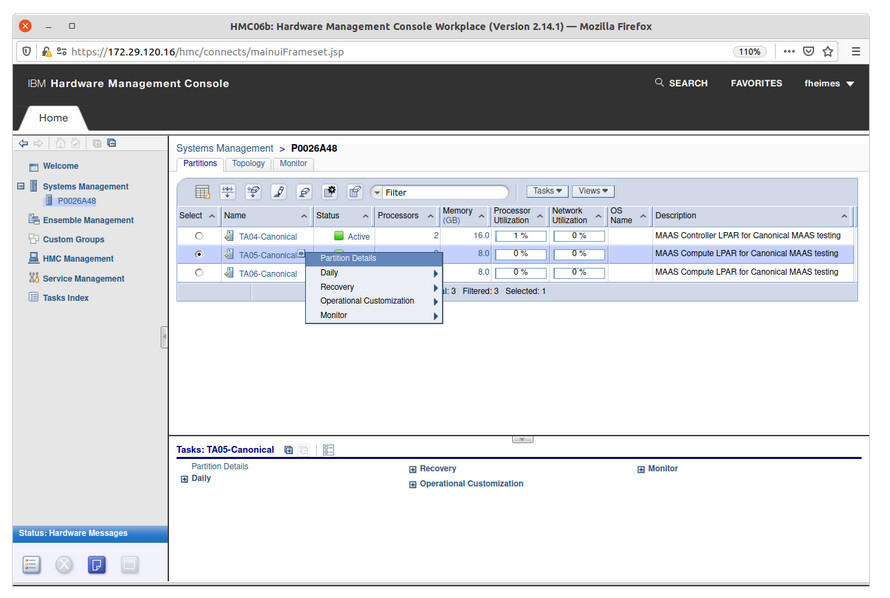 HMC06b: Hardware Management Console Workplace (Version 2.14.1) — Mozilla Firefox
https://172.29.120.16/hmc/connects/mainuiFrameset.jsp
110%
IBM Hardware Management Console
SEARCH FAVORITES fheimes
Home
Welcome
Systems Management
P0026A48
Ensemble Management
Custom Groups
HMC Management
Service Management
Tasks Index
Systems Management > P0026A48
Partitions Topology Monitor
Filter Tasks Views
Select Name Status Processors Memory (GB) Processor Utilization Network Utilization OS Name Description
TA04-Canonical Active 2 16.0 1 % 0 % MAAS Controller LPAR for Canonical MAAS testing
TA05-Canonical 8.0 0 % 0 % MAAS Compute LPAR for Canonical MAAS testing
TA06-Canonical 8.0 0 % 0 % MAAS Compute LPAR for Canonical MAAS testing
Partition Details
Daily
Recovery
Operational Customization
Monitor
3 Filtered: 3 Selected: 1
Tasks: TA05-Canonical
Partition Details
Daily
Recovery
Operational Customization
Monitor
Status: Hardware Messages